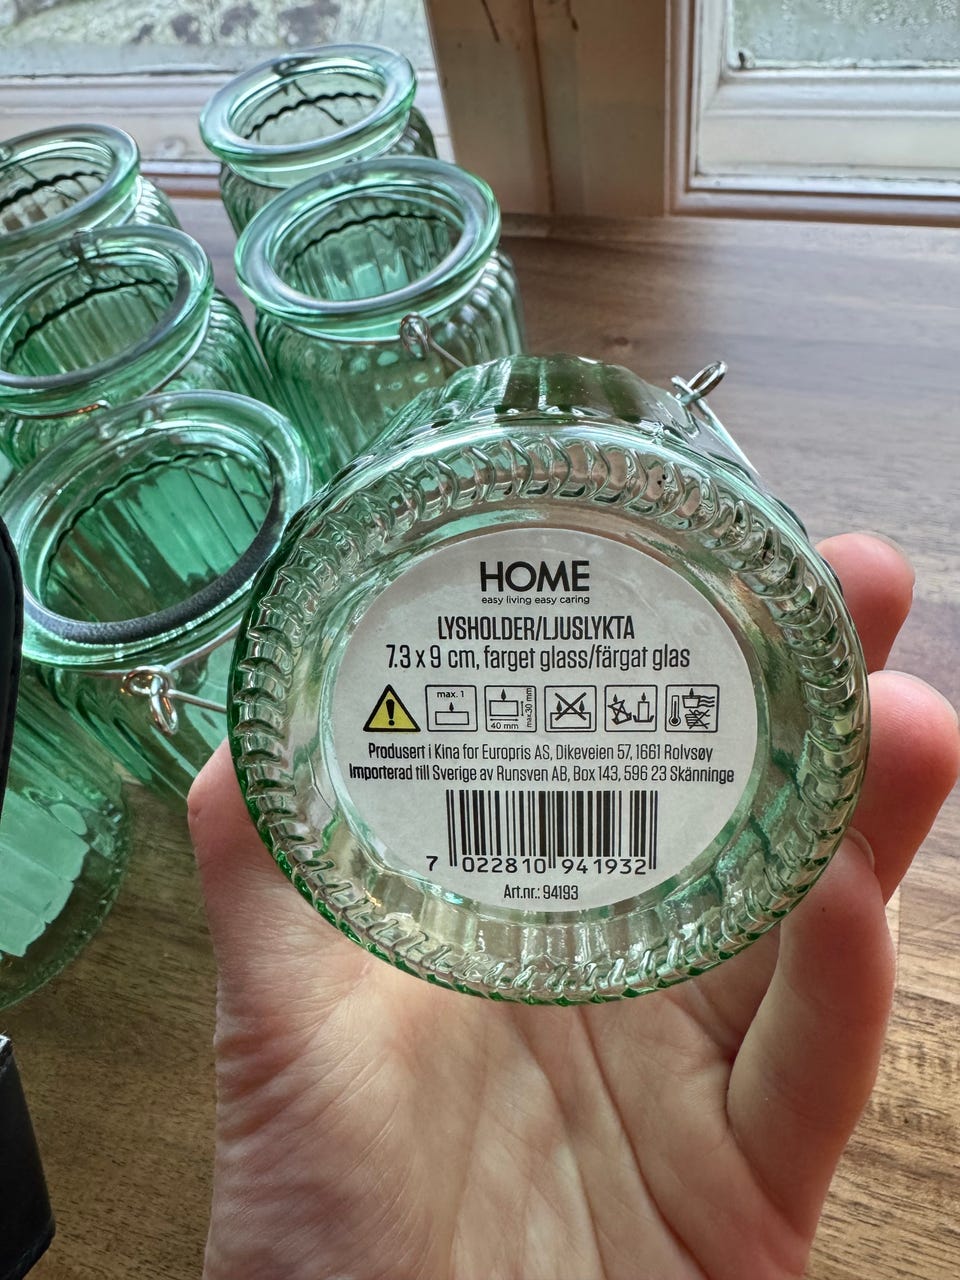 HOME
easy living easy caring
LYSHOLDER/LJUSLYKTA
7.3 x 9 cm, farget glass/färgat glas
max. 1
40 mm
max30 mm
Produsert i Kina for Europris AS, Dikeveien 57, 1661 Rolvsøy
Importerad till Sverige av Runsven AB, Box 143, 596 23 Skänninge
7 022810 941932
Art.nr.: 94193